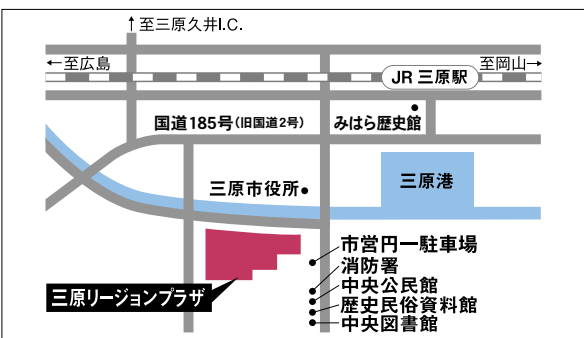 ↑至三原久井I.C.
←至広島
至岡山→
JR 三原駅
国道185号(旧国道2号)
みはら歴史館
三原市役所
三原港
市営円一駐車場
消防署
中央公民館
歴史民俗資料館
中央図書館
三原リージョンプラザ